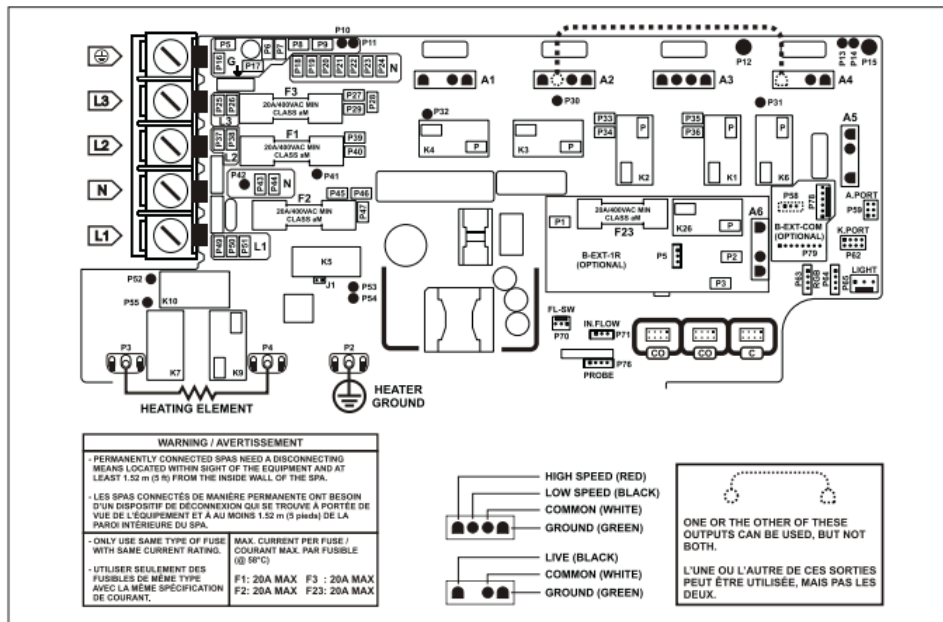 P10
P5
P6
P7
P8
P9
P11
P16
G
P17
P18
P19
P20
P21
P22
P23
P24
N
L3
P25
P26
L3
F3
20A/400VAC MIN
CLASS aM
P27
P29
P28
L2
P37
P38
L2
F1
20A/400VAC MIN
CLASS aM
P39
P40
P41
N
P42
P43
P44
N
F2
20A/400VAC MIN
CLASS aM
P45
P46
P47
L1
P49
P50
P51
L1
A1
A2
A3
A4
P12
P13
P14
P15
P32
P30
P31
K4
P
K3
P
P33
P34
P
K2
P35
P36
P
K1
P
K6
A5
P58
P78
A.PORT
P59
B-EXT-COM
(OPTIONAL)
P79
K.PORT
P62
P1
20A/400VAC MIN
CLASS aM
F23
K26
P
A6
B-EXT-1R
(OPTIONAL)
P5
P2
P3
P63
RGB
P64
P65
LIGHT
P52
K10
P55
K5
J1
P53
P54
FL-SW
P70
IN.FLOW
P71
P76
PROBE
CO
CO
C
P3
K7
K9
P4
P2
HEATING ELEMENT
HEATER
GROUND
WARNING / AVERTISSEMENT
- PERMANENTLY CONNECTED SPAS NEED A DISCONNECTING
MEANS LOCATED WITHIN SIGHT OF THE EQUIPMENT AND AT
LEAST 1.52 m (5 ft) FROM THE INSIDE WALL OF THE SPA.
- LES SPAS CONNECTÉS DE MANIÈRE PERMANENTE ONT BESOIN
D'UN DISPOSITIF DE DÉCONNEXION QUI SE TROUVE À PORTÉE DE
VUE DE L'ÉQUIPEMENT ET À AU MOINS 1.52 m (5 pieds) DE LA
PAROI INTÉRIEURE DU SPA.
- ONLY USE SAME TYPE OF FUSE
WITH SAME CURRENT RATING.
- UTILISER SEULEMENT DES
FUSIBLES DE MÊME TYPE
AVEC LA MÊME SPÉCIFICATION
DE COURANT.
MAX. CURRENT PER FUSE /
COURANT MAX. PAR FUSIBLE
(@ 58°C)
F1: 20A MAX F3 : 20A MAX
F2: 20A MAX F23: 20A MAX
HIGH SPEED (RED)
LOW SPEED (BLACK)
COMMON (WHITE)
GROUND (GREEN)
LIVE (BLACK)
COMMON (WHITE)
GROUND (GREEN)
ONE OR THE OTHER OF THESE
OUTPUTS CAN BE USED, BUT NOT
BOTH.
L'UNE OU L'AUTRE DE CES SORTIES
PEUT ÊTRE UTILISÉE, MAIS PAS LES
DEUX.